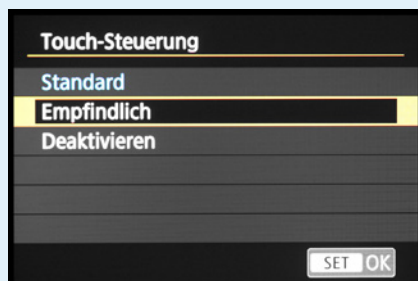 Touch-Steuerung
Standard
Empfindlich
Deaktivieren
SET OK